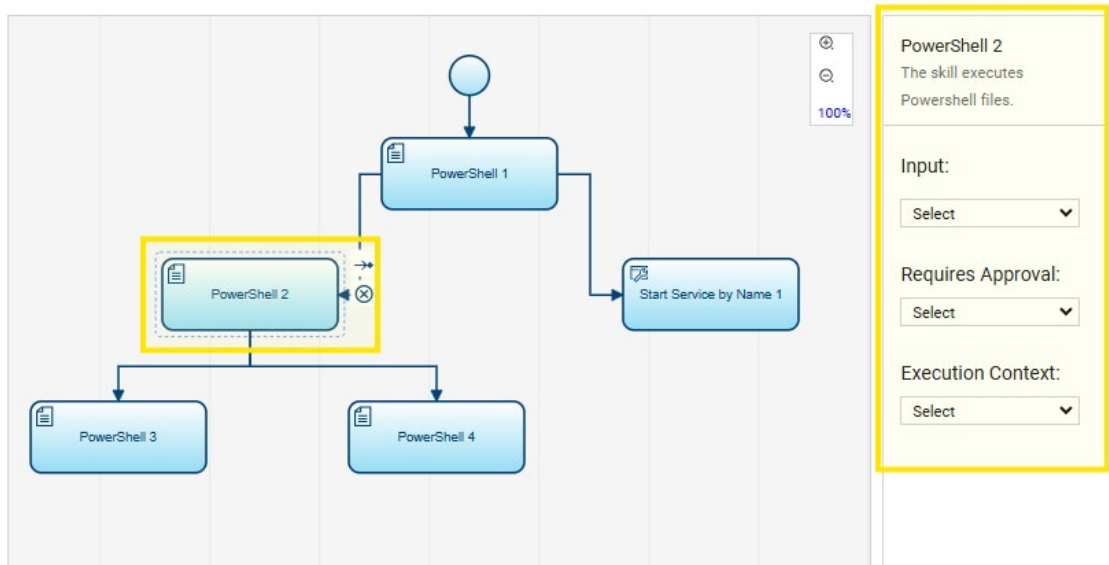 100%
PowerShell 1
PowerShell 2
Start Service by Name 1
PowerShell 3
PowerShell 4
PowerShell 2
The skill executes
Powershell files.
Input:
Select
Requires Approval:
Select
Execution Context:
Select